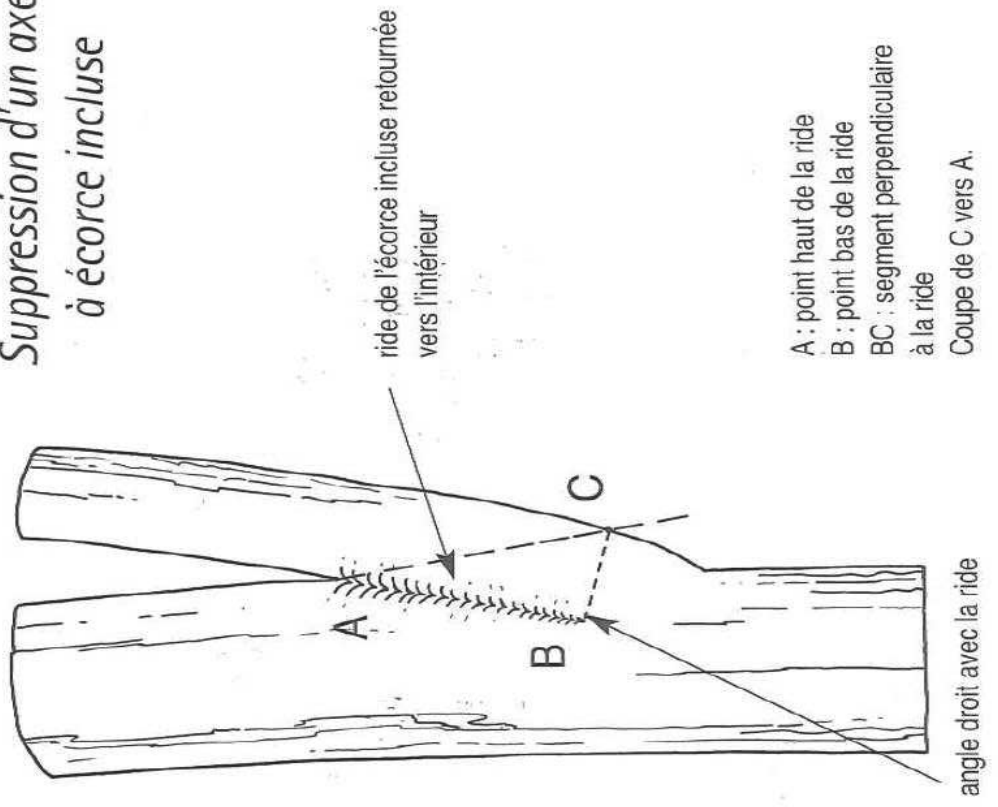 Suppression d'un axe
à écorce incluse
ride de l'écorce incluse retournée
vers l'intérieur
A
B
C
angle droit avec la ride
A : point haut de la ride
B : point bas de la ride
BC : segment perpendiculaire
à la ride
Coupe de C vers A.